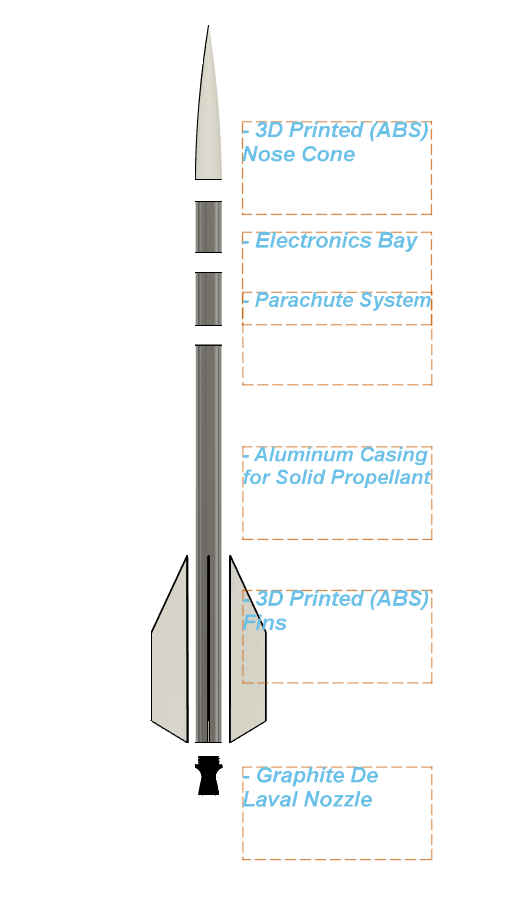 - 3D Printed (ABS)
Nose Cone
- Electronics Bay
- Parachute System
- Aluminum Casing
for Solid Propellant
- 3D Printed (ABS)
Fins
- Graphite De
Laval Nozzle